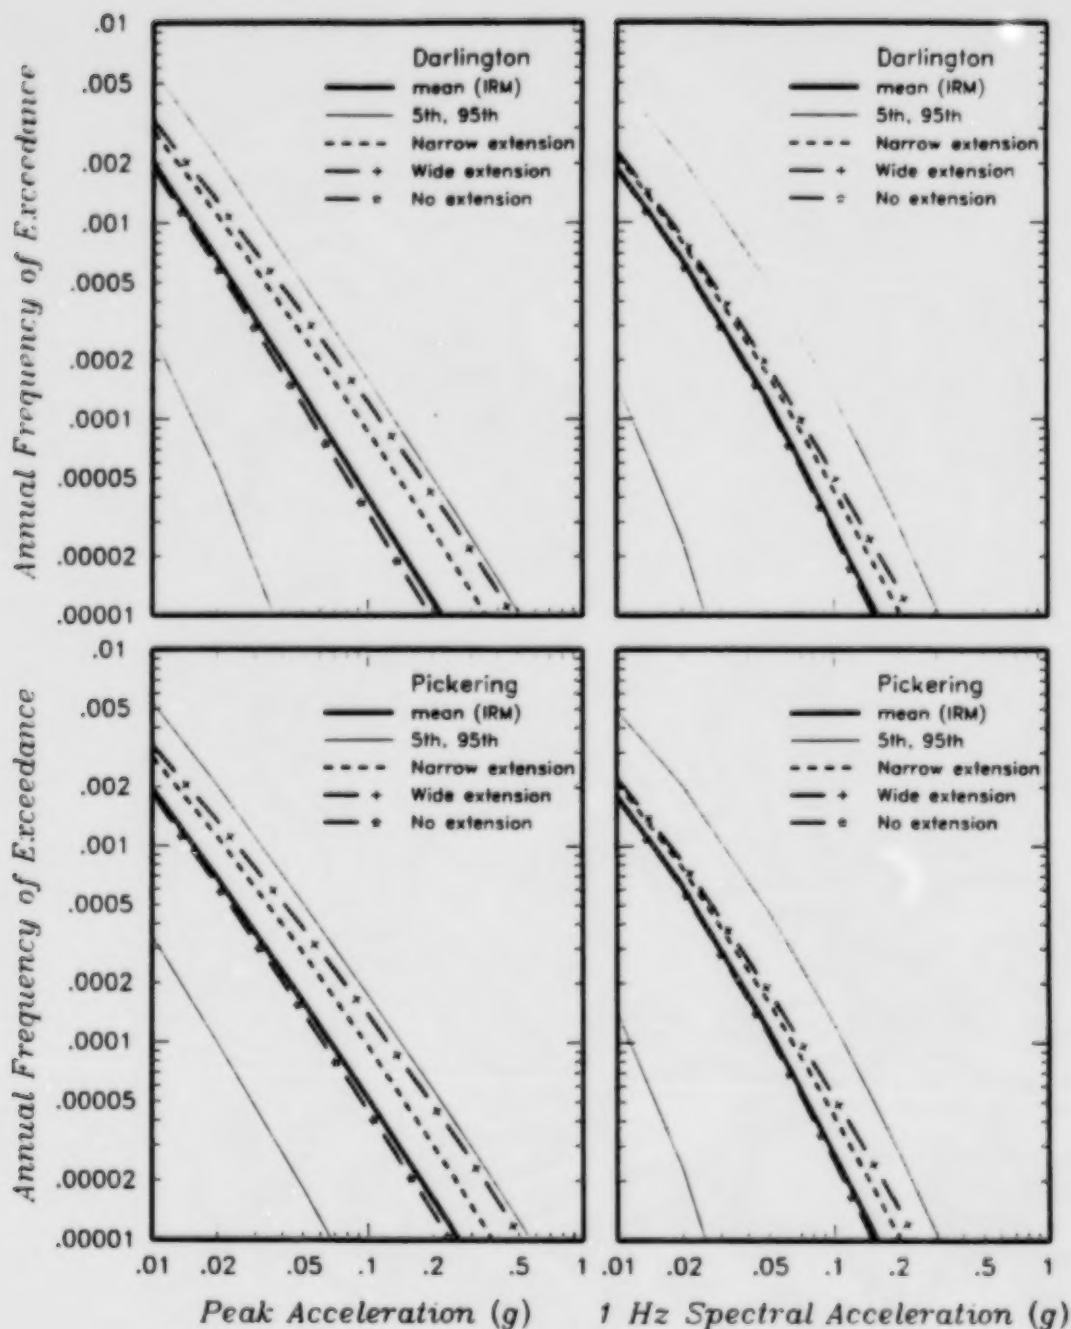 Annual Frequency of Exceedance
.01
.005
.002
.001
.0005
.0002
.0001
.00005
.00002
.00001
Darlington
mean (IRM)
5th, 95th
Narrow extension
Wide extension
No extension
Darlington
mean (IRM)
5th, 95th
Narrow extension
Wide extension
No extension
Annual Frequency of Exceedance
.01
.005
.002
.001
.0005
.0002
.0001
.00005
.00002
.00001
Pickering
mean (IRM)
5th, 95th
Narrow extension
Wide extension
No extension
Pickering
mean (IRM)
5th, 95th
Narrow extension
Wide extension
No extension
.01 .02 .05 .1 .2 .5 1
.01 .02 .05 .1 .2 .5 1
Peak Acceleration (g)
1 Hz Spectral Acceleration (g)